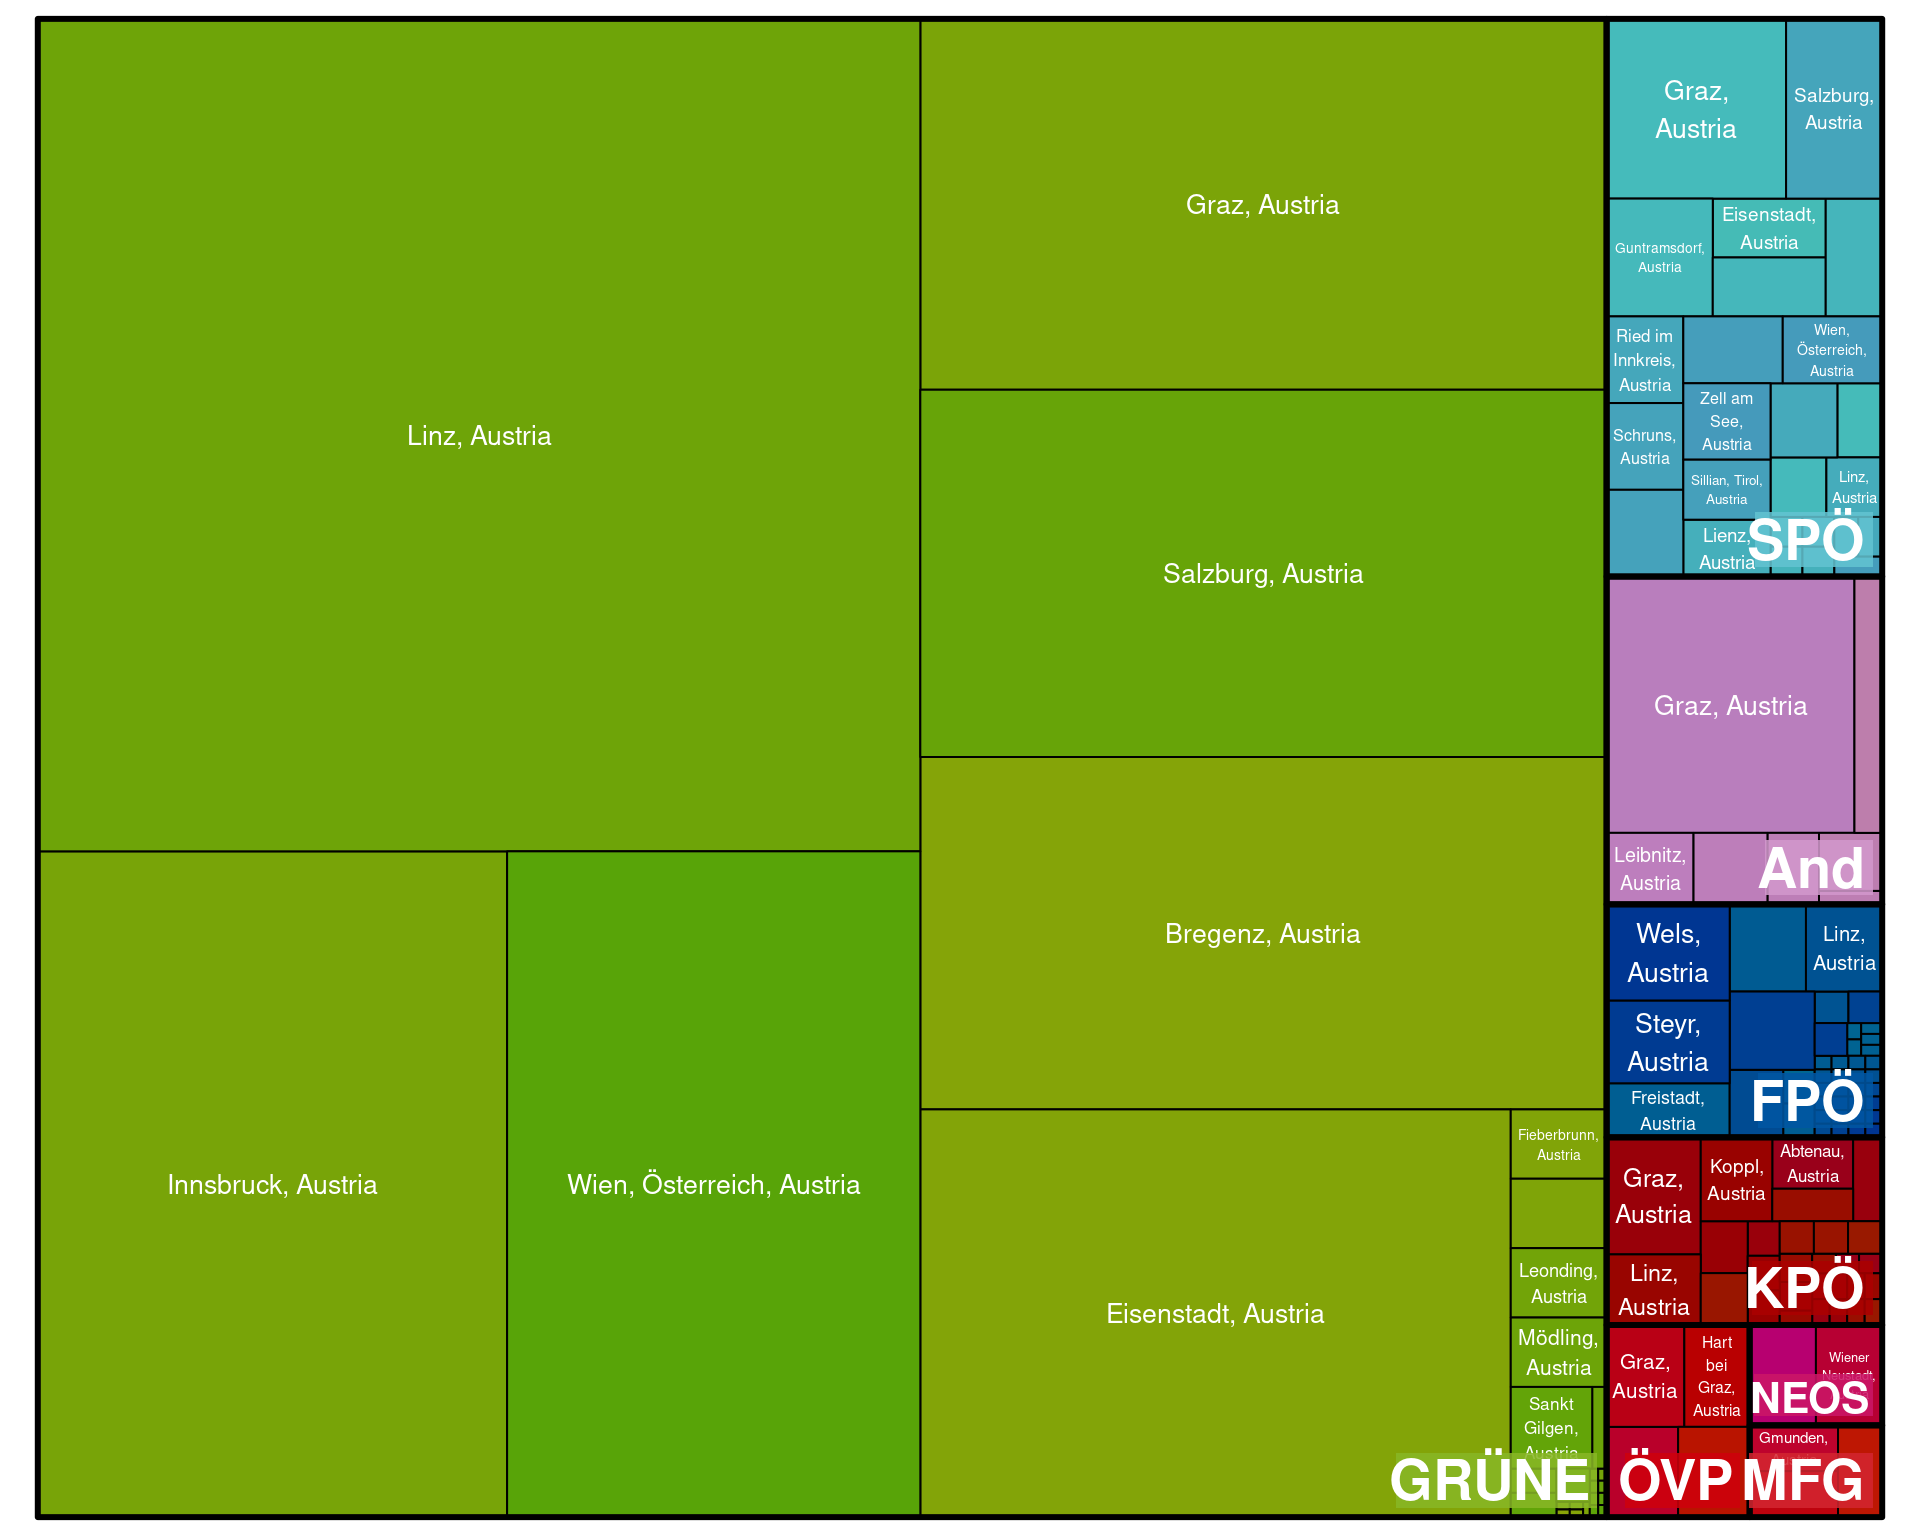 Linz, Austria
Innsbruck, Austria
Wien, Österreich, Austria
Graz, Austria
Salzburg, Austria
Bregenz, Austria
Eisenstadt, Austria
Fieberbrunn,
Austria
Leonding,
Austria
Mödling,
Austria
Sankt
Gilgen,
Austria
GRÜNE
Graz,
Austria
Salzburg,
Austria
Guntramsdorf,
Austria
Eisenstadt,
Austria
Ried im
Innkreis,
Austria
Wien,
Österreich,
Austria
Schruns,
Austria
Zell am
See,
Austria
Sillian, Tirol,
Austria
Linz,
Austria
Lienz,
Austria
SPÖ
Graz, Austria
Leibnitz,
Austria
And
Wels,
Austria
Linz,
Austria
Steyr,
Austria
Freistadt,
Austria
FPÖ
Graz,
Austria
Koppl,
Austria
Abtenau,
Austria
Linz,
Austria
KPÖ
Graz,
Austria
Hart
bei
Graz,
Austria
ÖVP
Wiener
Neustadt,
NEOS
Gmunden,
MFG